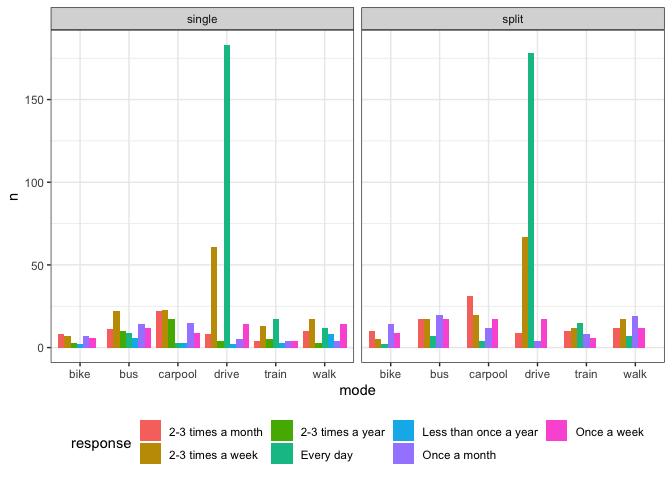 single split
n
150
100
50
0
bike bus carpool drive train walk bike bus carpool drive train walk
mode
response
2-3 times a month 2-3 times a year Less than once a year Once a week
2-3 times a week Every day Once a month